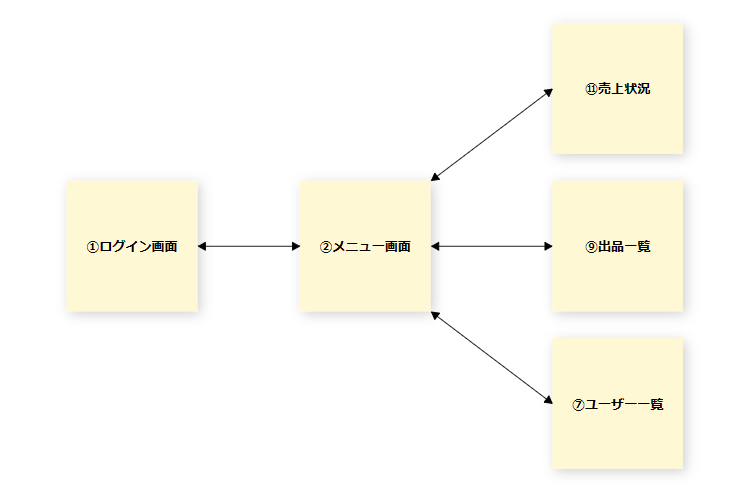 ⑪売上状況
①ログイン画面
②メニュー画面
⑨出品一覧
⑦ユーザー一覧